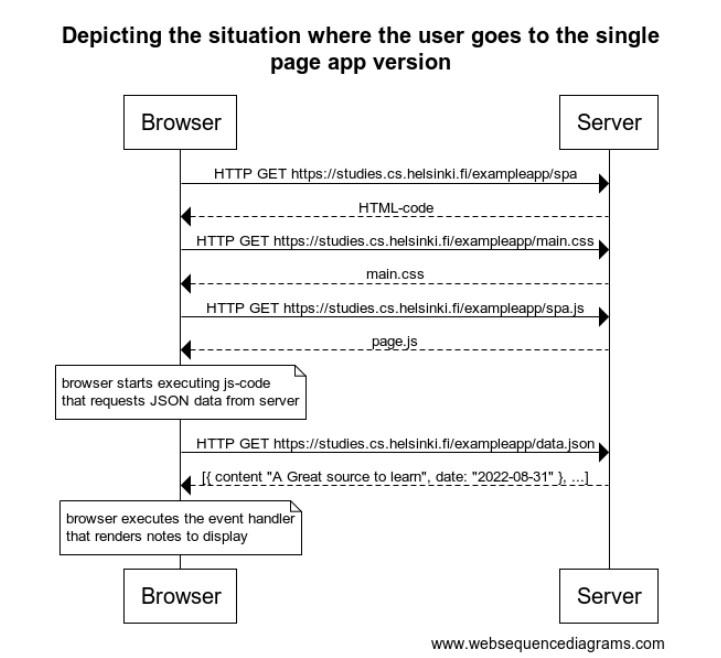 Depicting the situation where the user goes to the single
page app version
Browser
Server
HTTP GET https://studies.cs.helsinki.fi/exampleapp/spa
HTML-code
HTTP GET https://studies.cs.helsinki.fi/exampleapp/main.css
main.css
HTTP GET https://studies.cs.helsinki.fi/exampleapp/spa.js
page.js
browser starts executing js-code
that requests JSON data from server
HTTP GET https://studies.cs.helsinki.fi/exampleapp/data.json
[{ content "A Great source to learn", date: "2022-08-31" }, ...]
browser executes the event handler
that renders notes to display
Browser
Server
www.websequencediagrams.com